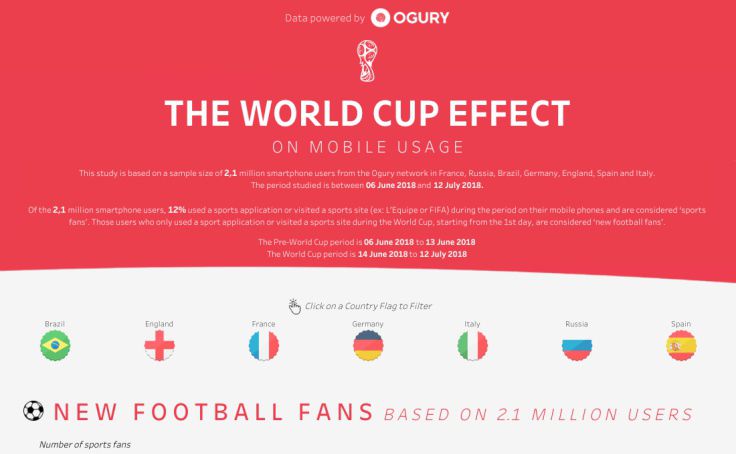 Data powered by OGURY
THE WORLD CUP EFFECT
ON MOBILE USAGE
This study is based on a sample size of 2,1 million smartphone users from the Ogury network in France, Russia, Brazil, Germany, England, Spain and Italy.
The period studied is between 06 June 2018 and 12 July 2018.
Of the 2,1 million smartphone users, 12% used a sports application or visited a sports site (ex: L'Equipe or FIFA) during the period on their mobile phones and are considered 'sports
fans'. Those users who only used a sport application or visited a sports site during the World Cup, starting from the 1st day, are considered 'new football fans'.
The Pre-World Cup period is 06 June 2018 to 13 June 2018
The World Cup period is 14 June 2018 to 12 July 2018
Click on a Country Flag to Filter
Brazil England France Germany Italy Russia Spain
NEW FOOTBALL FANS BASED ON 2.1 MILLION USERS
Number of sports fans